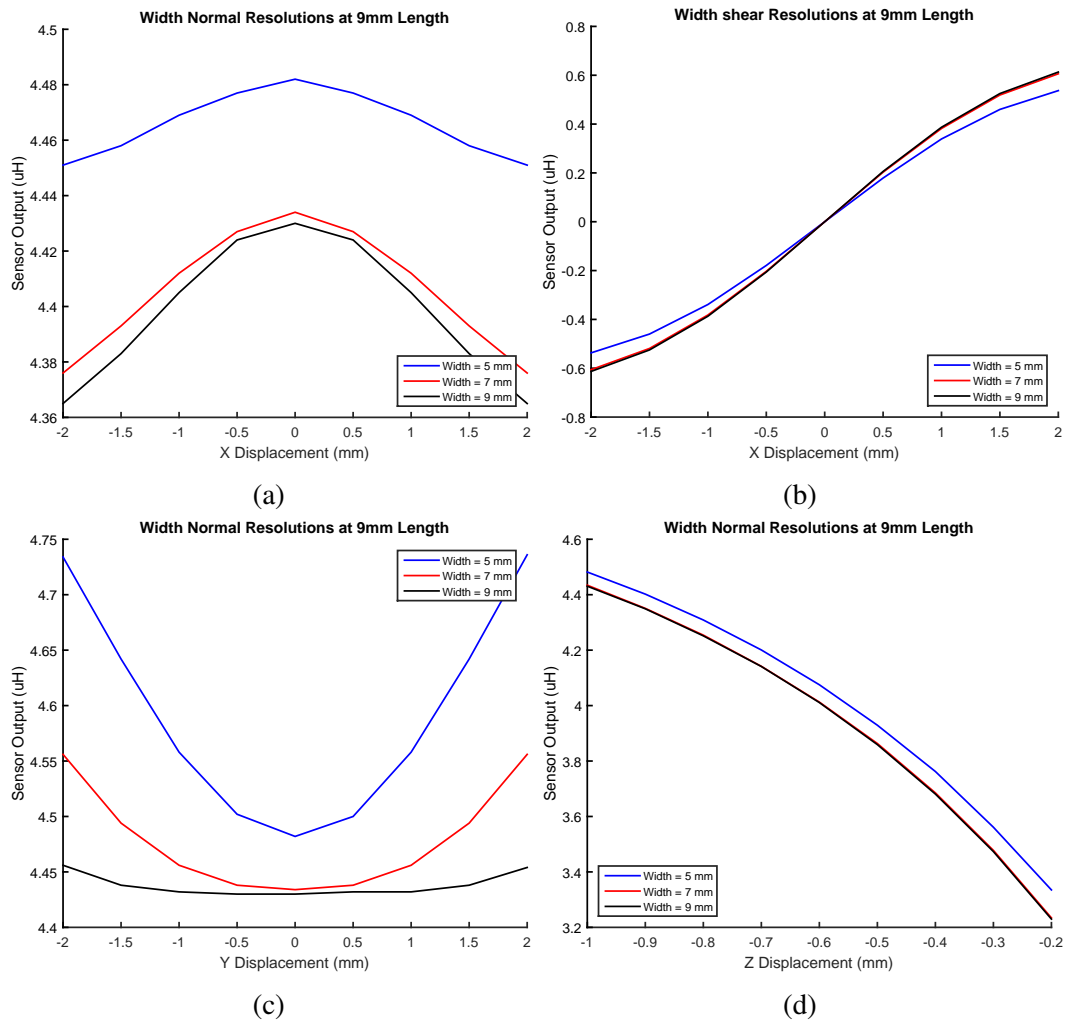 Width Normal Resolutions at 9mm Length
4.5
4.48
4.46
4.44
4.42
4.4
4.38
4.36
Sensor Output (uH)
-2 -1.5 -1 -0.5 0 0.5 1 1.5 2
X Displacement (mm)
Width = 5 mm
Width = 7 mm
Width = 9 mm
(a)
Width shear Resolutions at 9mm Length
0.8
0.6
0.4
0.2
0
-0.2
-0.4
-0.6
-0.8
Sensor Output (uH)
-2 -1.5 -1 -0.5 0 0.5 1 1.5 2
X Displacement (mm)
Width = 5 mm
Width = 7 mm
Width = 9 mm
(b)
Width Normal Resolutions at 9mm Length
4.75
4.7
4.65
4.6
4.55
4.5
4.45
4.4
Sensor Output (uH)
-2 -1.5 -1 -0.5 0 0.5 1 1.5 2
Y Displacement (mm)
Width = 5 mm
Width = 7 mm
Width = 9 mm
(c)
Width Normal Resolutions at 9mm Length
4.6
4.4
4.2
4
3.8
3.6
3.4
3.2
Sensor Output (uH)
-1 -0.9 -0.8 -0.7 -0.6 -0.5 -0.4 -0.3 -0.2
Z Displacement (mm)
Width = 5 mm
Width = 7 mm
Width = 9 mm
(d)